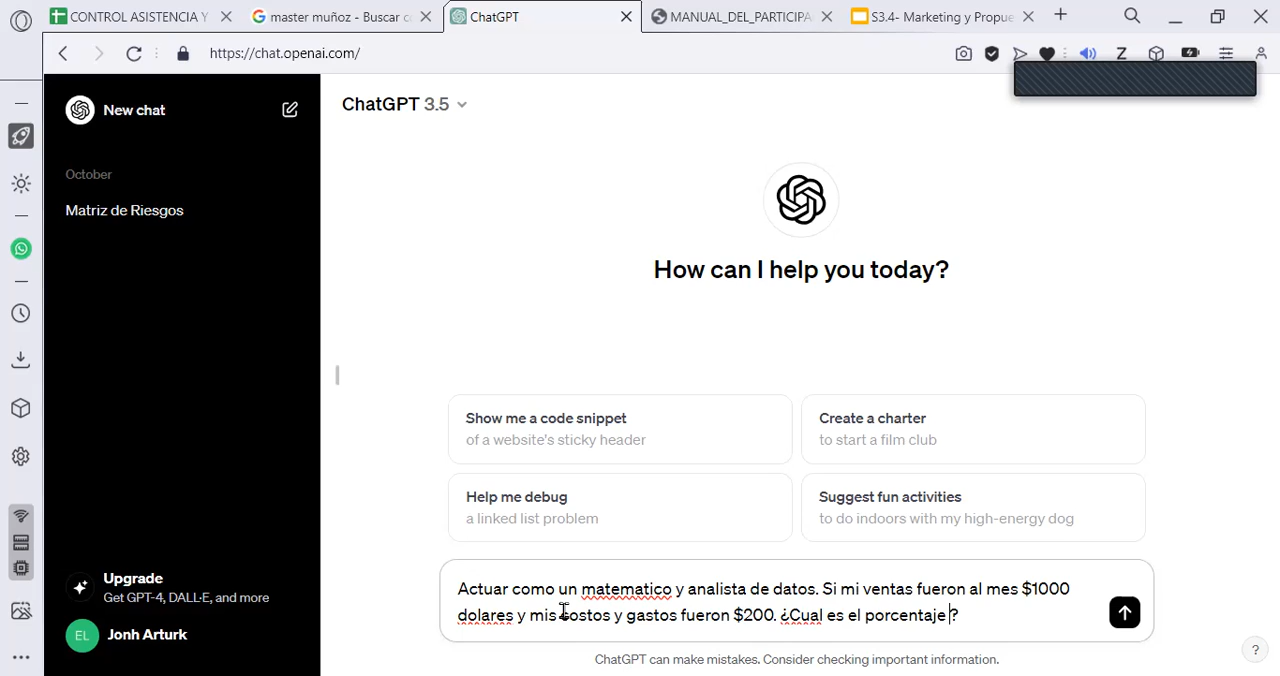 CONTROL ASISTENCIA Y
master muñoz - Buscar c
ChatGPT
MANUAL_DEL_PARTICIPA
S3.4- Marketing y Propue
https://chat.openai.com/
Z
New chat
October
Matriz de Riesgos
Upgrade
Get GPT-4, DALL·E, and more
EL
Jonh Arturk
ChatGPT 3.5
How can I help you today?
Show me a code snippet
of a website's sticky header
Create a charter
to start a film club
Help me debug
a linked list problem
Suggest fun activities
to do indoors with my high-energy dog
Actuar como un matematico y analista de datos. Si mi ventas fueron al mes $1000
dolares y mis costos y gastos fueron $200. ¿Cual es el porcentaje ?
ChatGPT can make mistakes. Consider checking important information.
?